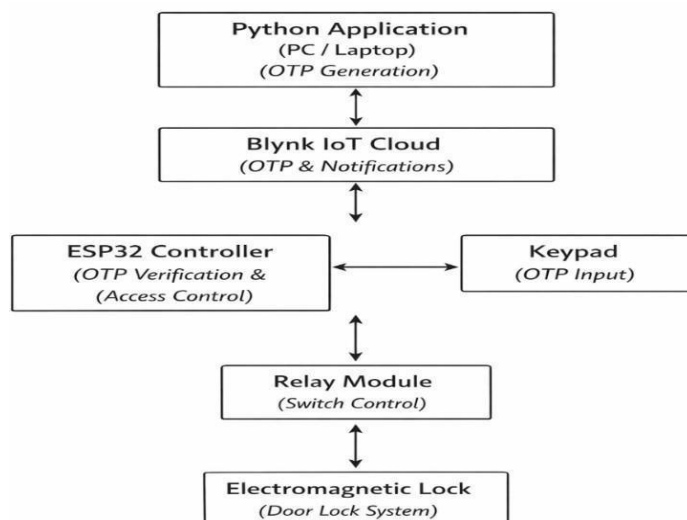 Python Application
(PC / Laptop)
(OTP Generation)
Blynk IoT Cloud
(OTP & Notifications)
ESP32 Controller
(OTP Verification &
(Access Control)
Keypad
(OTP Input)
Relay Module
(Switch Control)
Electromagnetic Lock
(Door Lock System)